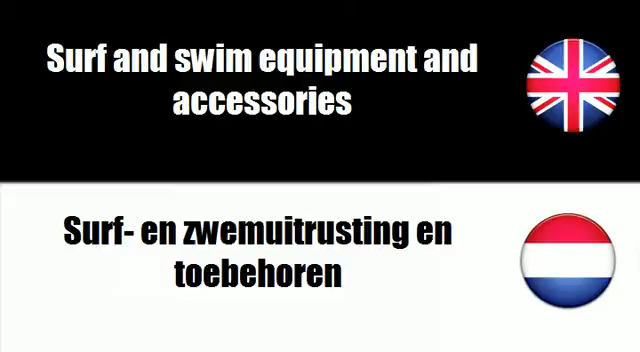 Surf and swim equipment and
accessories
Surf- en zwemuitrusting en
toebehoren